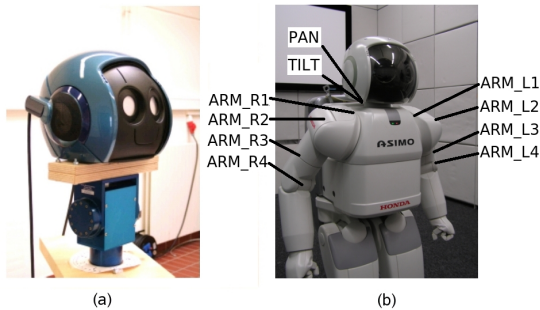 PAN
TILT
ARM_R1
ARM_R2
ARM_R3
ARM_R4
ARM_L1
ARM_L2
ARM_L3
ARM_L4
ASIMO
HONDA
(a)
(b)